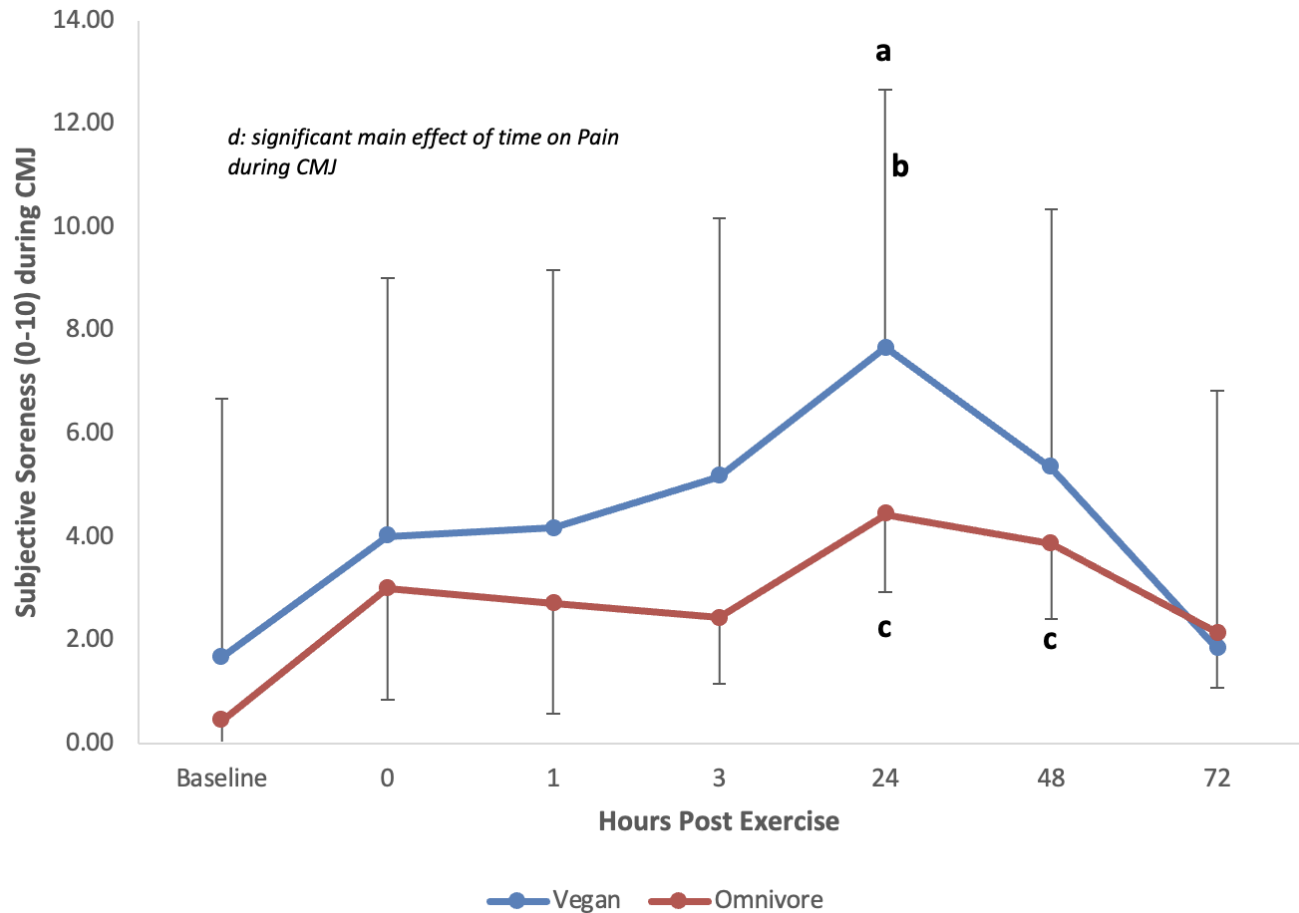 14.00
12.00
10.00
8.00
6.00
4.00
2.00
0.00
Subjective Soreness (0-10) during CMJ
d: significant main effect of time on Pain
during CMJ
a
b
c
c
Baseline 0 1 3 24 48 72
Hours Post Exercise
Vegan Omnivore